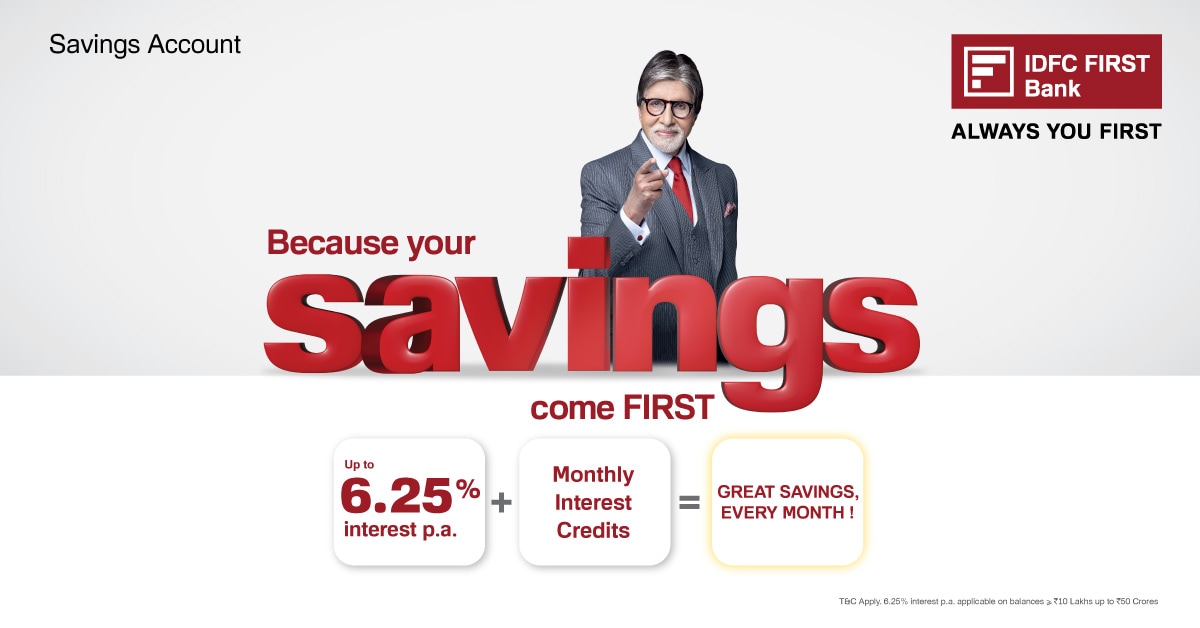 Savings Account
IDFC FIRST
Bank
ALWAYS YOU FIRST
Because your
savings
come FIRST
Up to
6.25%
interest p.a.
+
Monthly
Interest
Credits
=
GREAT SAVINGS,
EVERY MONTH !
T&C Apply. 6.25% interest p.a. applicable on balances ⩾ ₹10 Lakhs up to ₹50 Crores